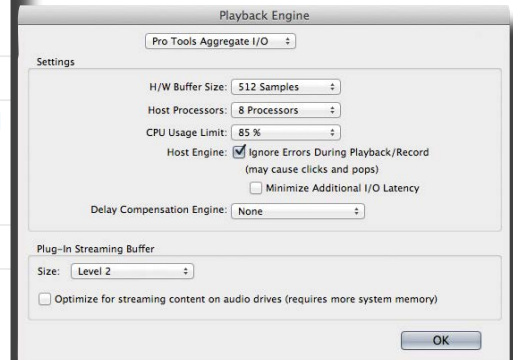 Playback Engine
Pro Tools Aggregate I/O
Settings
H/W Buffer Size: 512 Samples
Host Processors: 8 Processors
CPU Usage Limit: 85 %
Host Engine: Ignore Errors During Playback/Record
(may cause clicks and pops)
Minimize Additional I/O Latency
Delay Compensation Engine: None
Plug-In Streaming Buffer
Size: Level 2
Optimize for streaming content on audio drives (requires more system memory)
OK